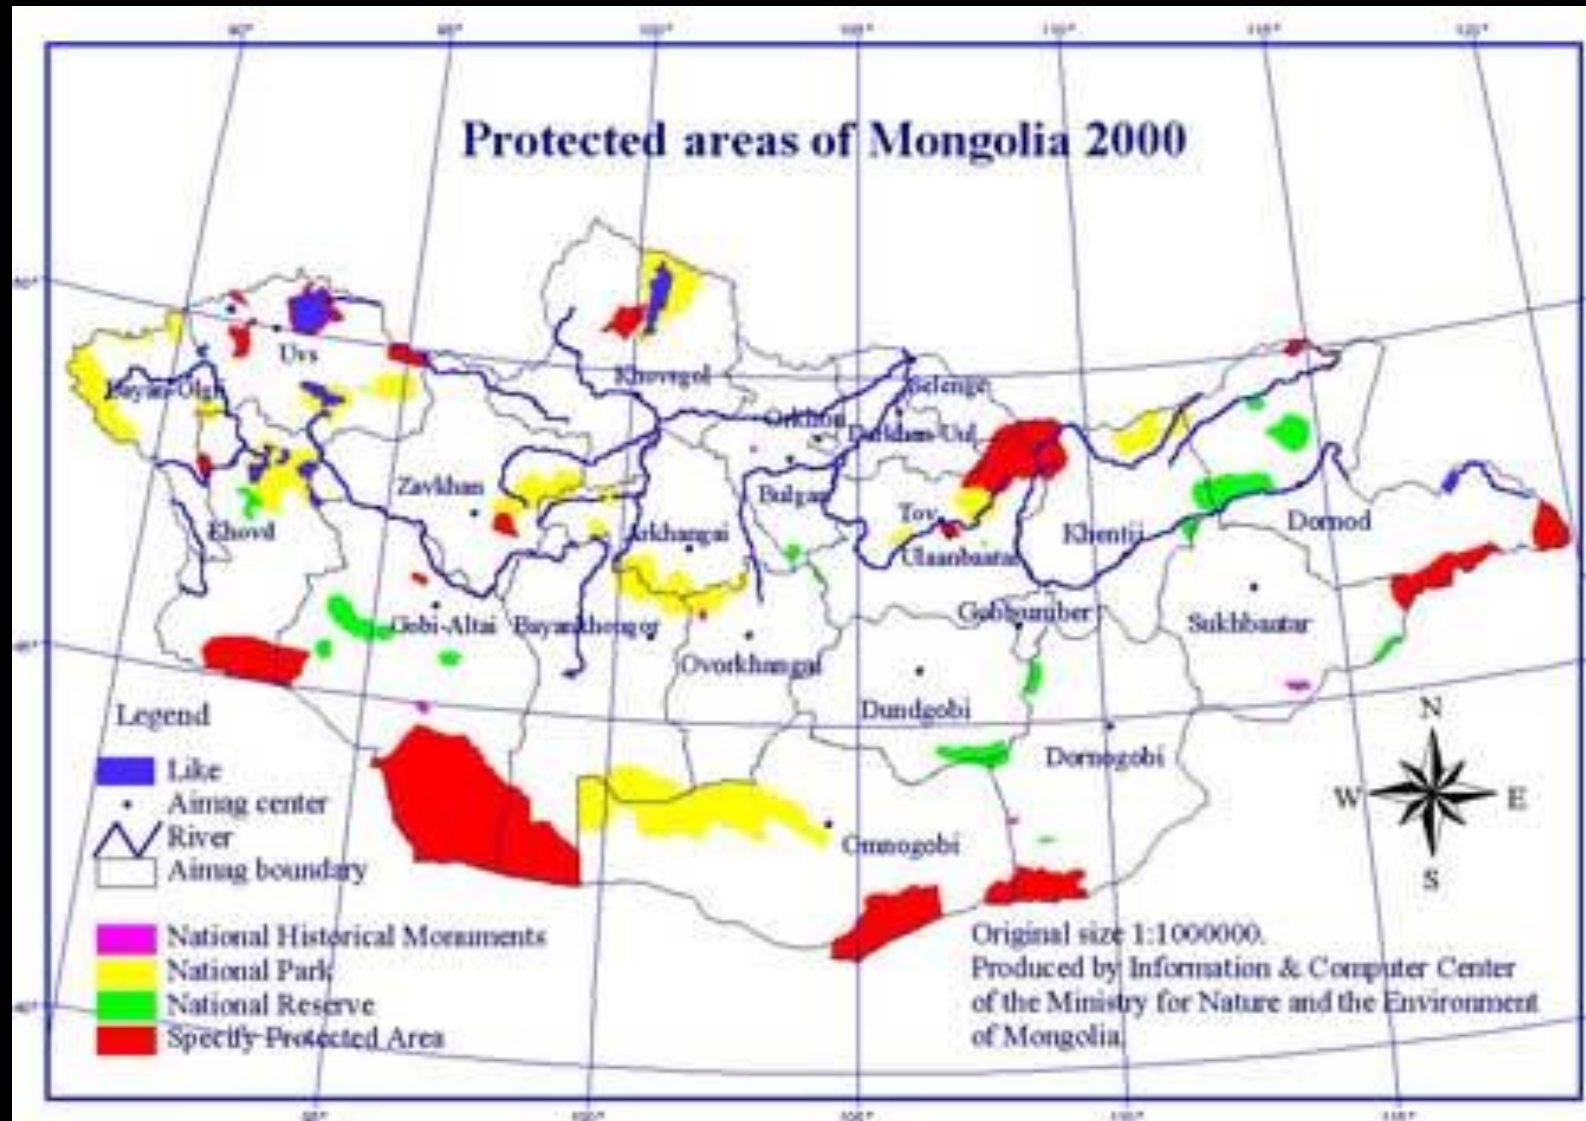 Protected areas of Mongolia 2000
Uvs
Khovsgol
Selenge
Orkhon
Darkhan-Uul
Zavkhan
Bulgan
Arkhangai
Tov
Ulaanbaatar
Khentii
Dornod
Gobi-Altai
Bayankhongor
Ovorkhangai
Sukhbaatar
Dundgobi
Dornogobi
Omnogobi
Legend
Like
Aimag center
River
Aimag boundary
National Historical Monuments
National Park
National Reserve
Specify Protected Area
N
W
E
S
Original size 1:1000000.
Produced by Information & Computer Center
of the Ministry for Nature and the Environment
of Mongolia.